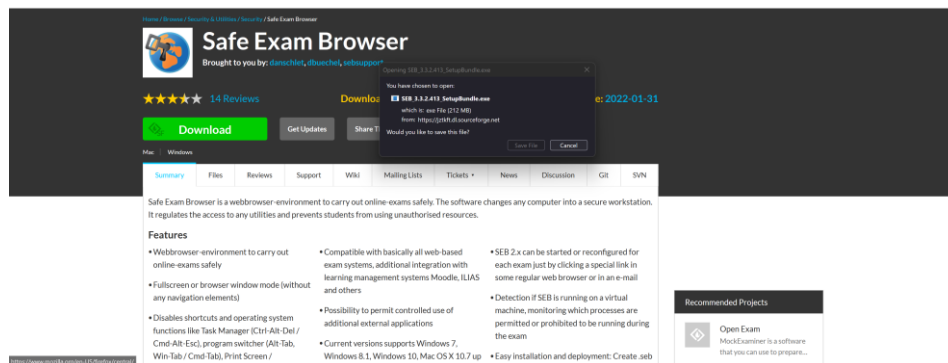 Home / Browse / Security & Utilities / Security / Safe Exam Browser
Safe Exam Browser
Brought to you by: danschlet, dbuechel, sebsupport
Opening SEB_3.3.2.413_SetupBundle.exe
You have chosen to open:
SEB_3.3.2.413_SetupBundle.exe
which is: exe File (212 MB)
from: https://jztkft.dl.sourceforge.net
Would you like to save this file?
Save File Cancel
14 Reviews
2022-01-31
Download Get Updates
Mac Windows
Summary Files Reviews Support Wiki Mailing Lists Tickets News Discussion Git SVN
Safe Exam Browser is a webbrowser-environment to carry out online-exams safely. The software changes any computer into a secure workstation.
It regulates the access to any utilities and prevents students from using unauthorised resources.
Features
• Webbrowser-environment to carry out
online-exams safely
• Fullscreen or browser window mode (without
any navigation elements)
• Disables shortcuts and operating system
functions like Task Manager (Ctrl-Alt-Del /
Cmd-Alt-Esc), program switcher (Alt-Tab,
Win-Tab / Cmd-Tab), Print Screen /
• Compatible with basically all web-based
exam systems, additional integration with
learning management systems Moodle, ILIAS
and others
• Possibility to permit controlled use of
additional external applications
• Current versions supports Windows 7,
Windows 8.1, Windows 10, Mac OS X 10.7 up
• SEB 2.x can be started or reconfigured for
each exam just by clicking a special link in
some regular web browser or in an e-mail
• Detection if SEB is running on a virtual
machine, monitoring which processes are
permitted or prohibited to be running during
the exam
• Easy installation and deployment: Create .seb
Recommended Projects
Open Exam
MockExaminer is a software
that you can use to prepare...